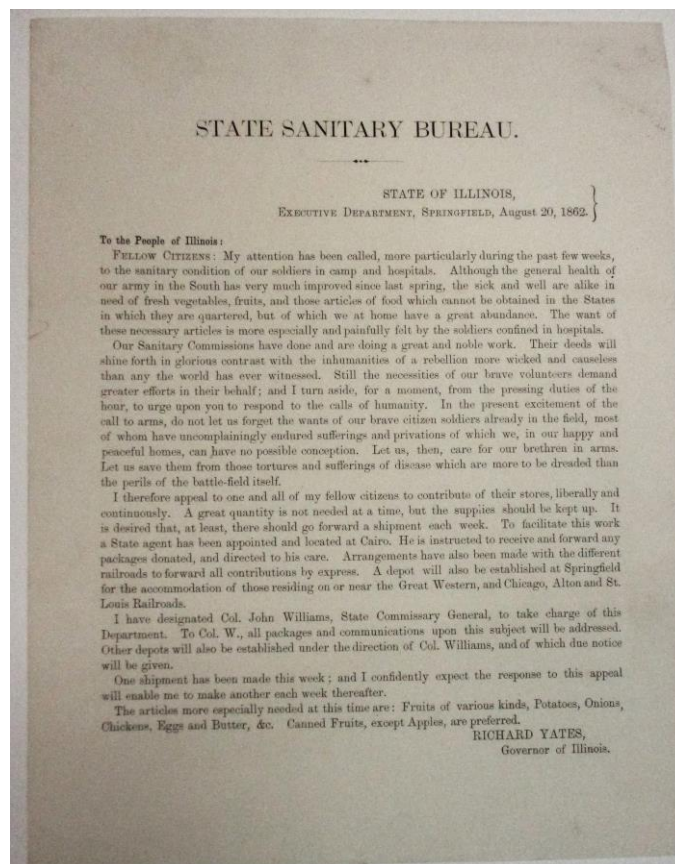 STATE SANITARY BUREAU.
STATE OF ILLINOIS,
EXECUTIVE DEPARTMENT, SPRINGFIELD, August 20, 1862.
To the People of Illinois:
FELLOW CITIZENS: My attention has been called, more particularly during the past few weeks,
to the sanitary condition of our soldiers in camp and hospitals. Although the general health of
our army in the South has very much improved since last spring, the sick and well are alike in
need of fresh vegetables, fruits, and those articles of food which cannot be obtained in the States
in which they are quartered, but of which we at home have a great abundance. The want of
these necessary articles is more especially and painfully felt by the soldiers confined in hospitals.
Our Sanitary Commissions have done and are doing a great and noble work. Their deeds will
shine forth in glorious contrast with the inhumanities of a rebellion more wicked and causeless
than any the world has ever witnessed. Still the necessities of our brave volunteers demand
greater efforts in their behalf; and I turn aside, for a moment, from the pressing duties of the
hour, to urge upon you to respond to the calls of humanity. In the present excitement of the
call to arms, do not let us forget the wants of our brave citizen soldiers already in the field, most
of whom have uncomplainingly endured sufferings and privations of which we, in our happy and
peaceful homes, can have no possible conception. Let us, then, care for our brethren in arms.
Let us save them from those tortures and sufferings of disease which are more to be dreaded than
the perils of the battle-field itself.
I therefore appeal to one and all of my fellow citizens to contribute of their stores, liberally and
continuously. A great quantity is not needed at a time, but the supplies should be kept up. It
is desired that, at least, there should go forward a shipment each week. To facilitate this work
a State agent has been appointed and located at Cairo. He is instructed to receive and forward any
packages donated, and directed to his care. Arrangements have also been made with the different
railroads to forward all contributions by express. A depot will also be established at Springfield
for the accommodation of those residing on or near the Great Western, and Chicago, Alton and St.
Louis Railroads.
I have designated Col. John Williams, State Commissary General, to take charge of this
Department. To Col. W., all packages and communications upon this subject will be addressed.
Other depots will also be established under the direction of Col. Williams, and of which due notice
will be given.
One shipment has been made this week; and I confidently expect the response to this appeal
will enable me to make another each week thereafter.
The articles more especially needed at this time are: Fruits of various kinds, Potatoes, Onions,
Chickens, Eggs and Butter, &c. Canned Fruits, except Apples, are preferred.
RICHARD YATES,
Governor of Illinois.